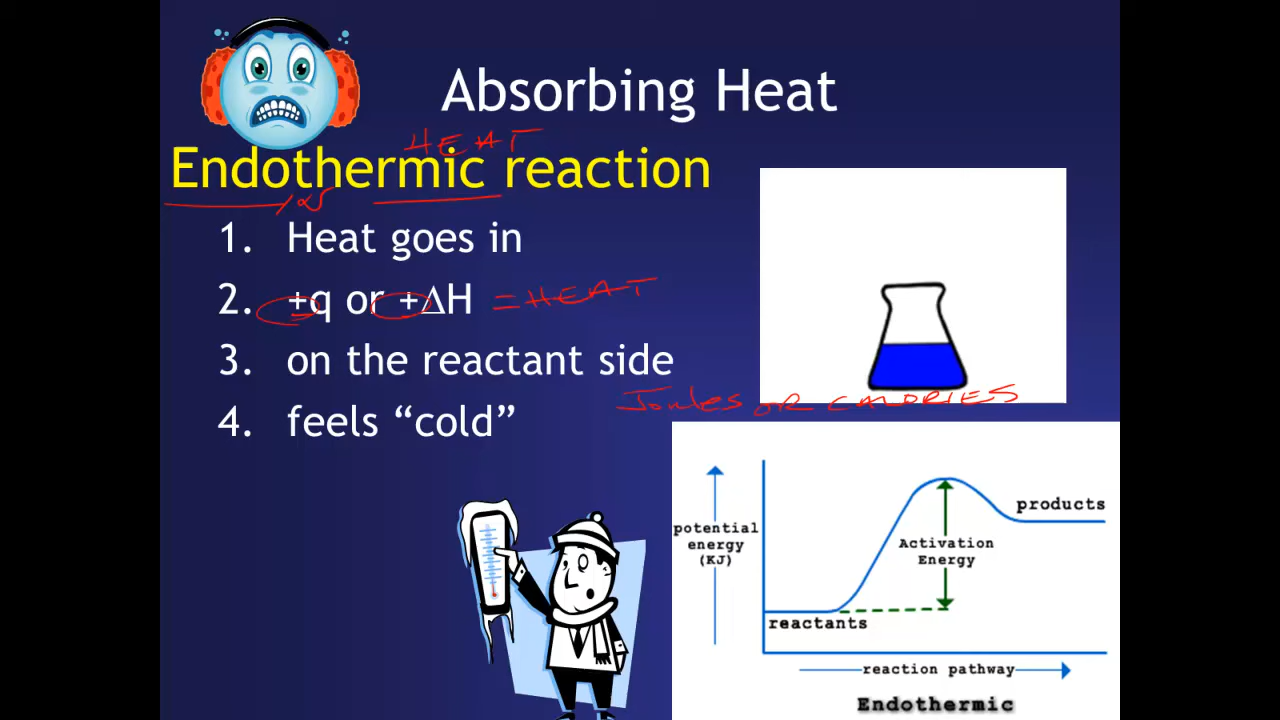 Absorbing Heat
HEAT
Endothermic reaction
1. Heat goes in
2. +q or +ΔH = HEAT
3. on the reactant side
Joules OR CALORIES
4. feels “cold”
products
potential
energy
(KJ)
Activation
Energy
reactants
reaction pathway
Endothermic